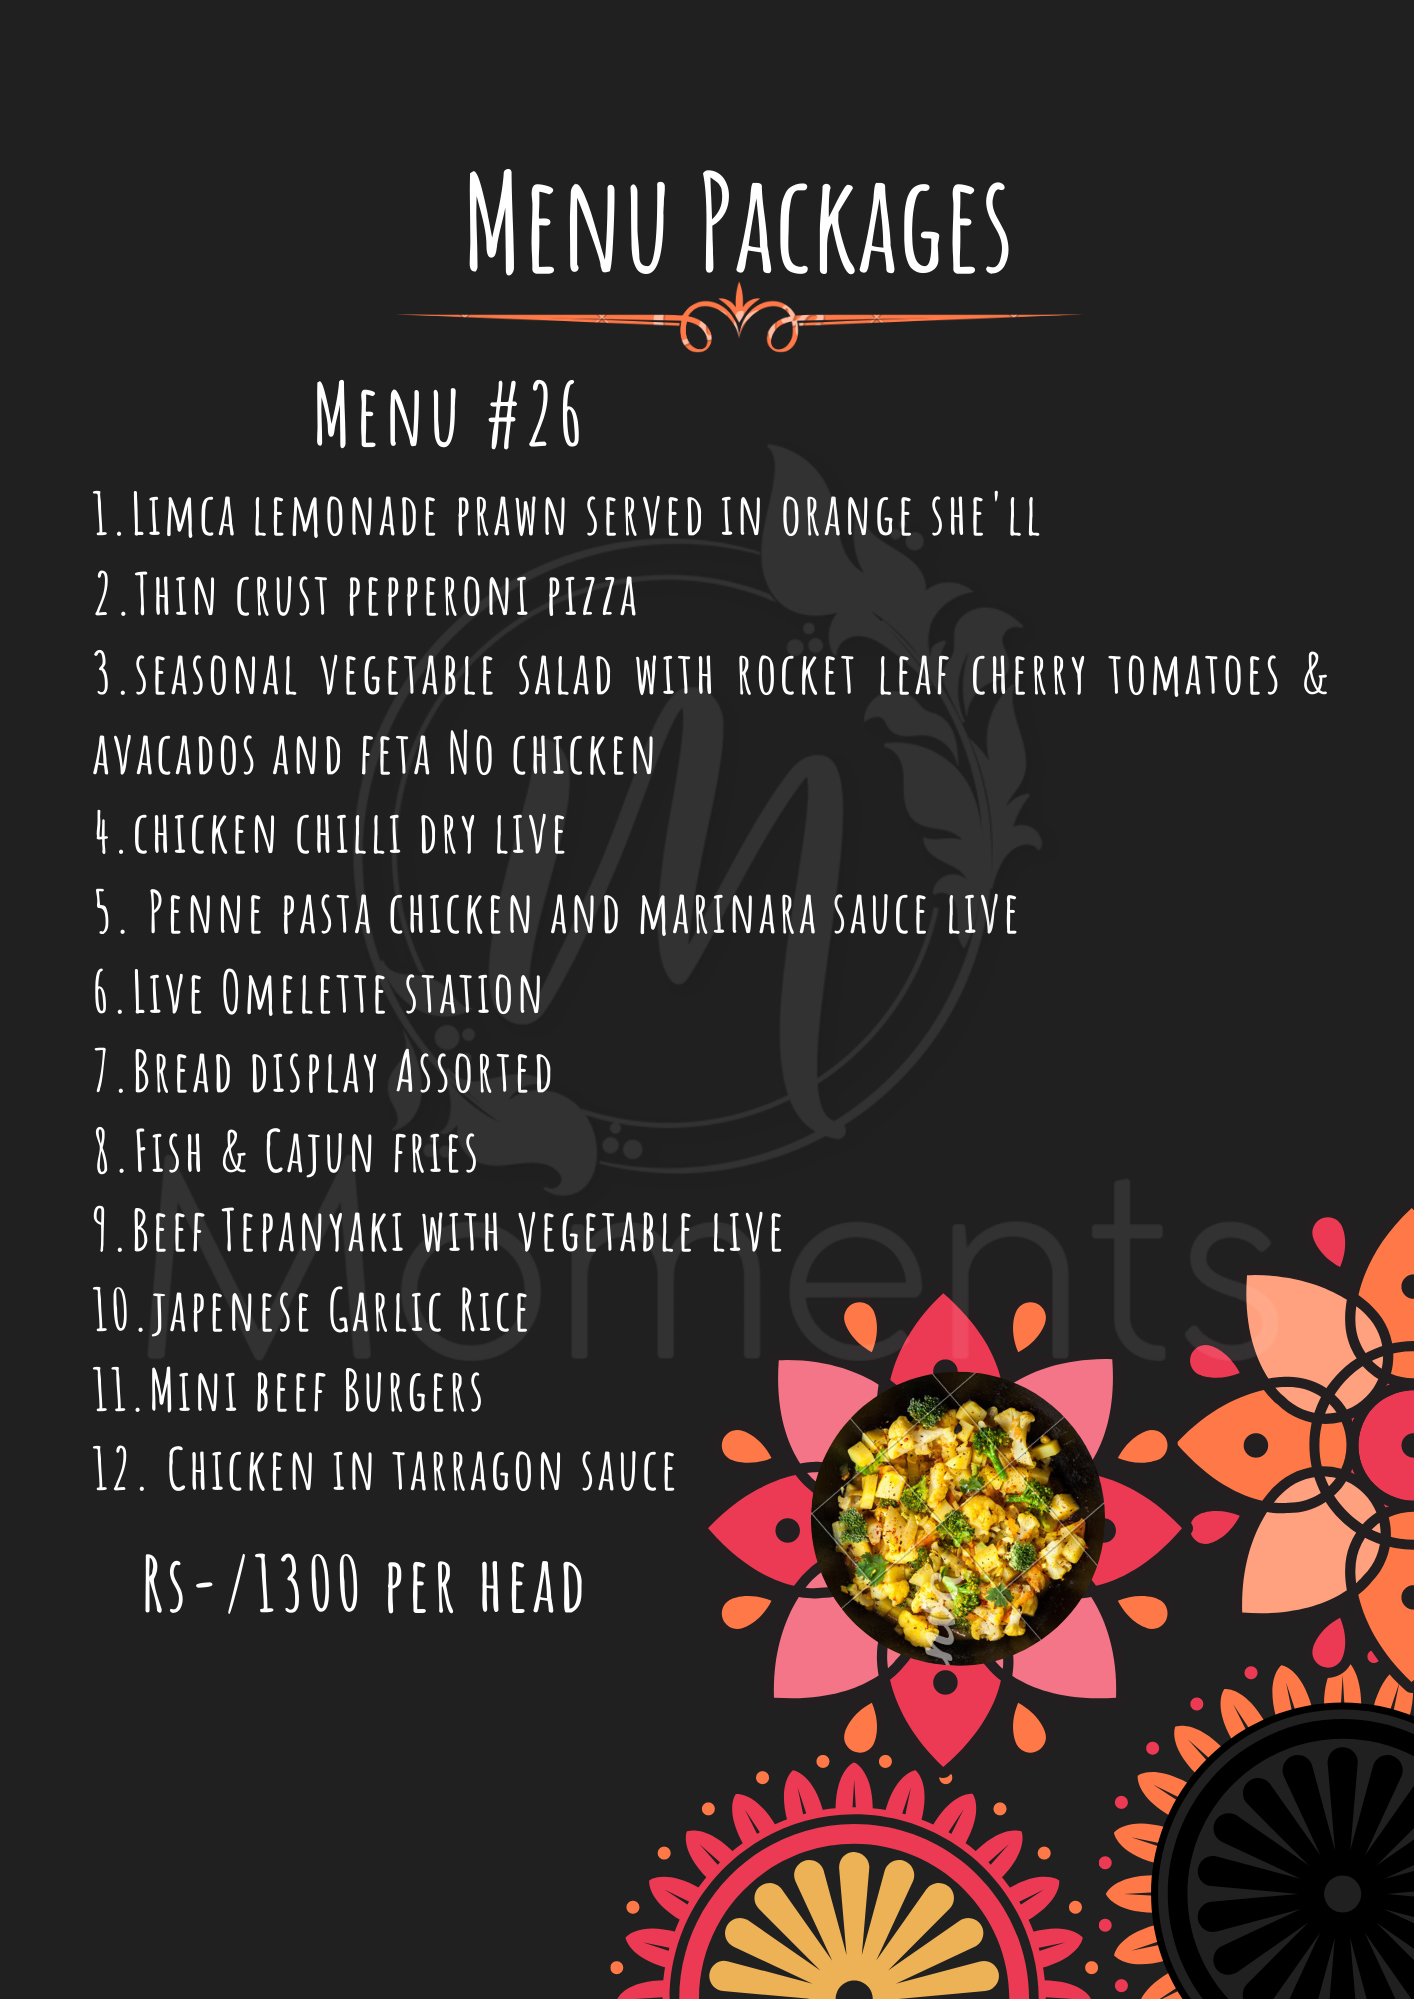 Menu Packages
Menu #26
1.Limca lemonade prawn served in orange she'll
2.Thin crust pepperoni pizza
3.seasonal vegetable salad with rocket leaf cherry tomatoes &
avacados and feta No chicken
4.chicken chilli dry live
5. Penne pasta chicken and marinara sauce live
6.Live Omelette station
7.Bread display Assorted
8.Fish & Cajun fries
9.Beef Tepanyaki with vegetable live
10.japenese Garlic Rice
11.Mini beef Burgers
12. Chicken in tarragon sauce
Rs-/1300 per head
M
Moments